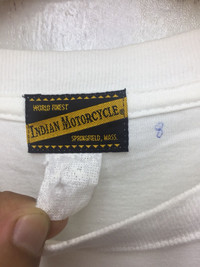 WORLD FINEST
INDIAN MOTORCYCLE
SPRINGFIELD, MASS.
8